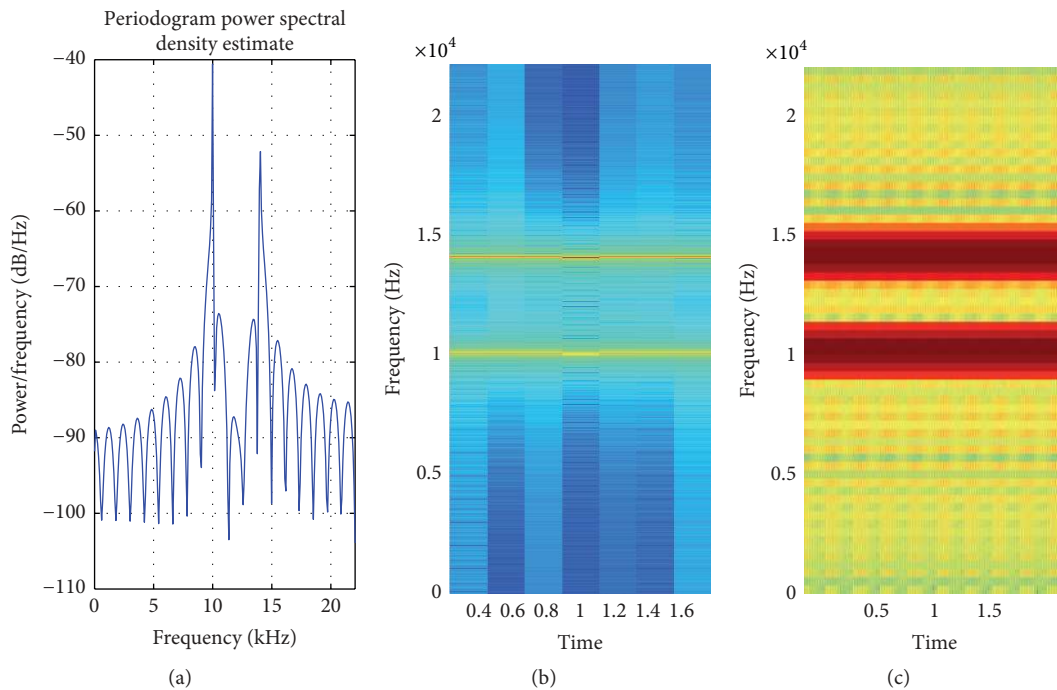 Periodogram power spectral
density estimate
−40
−50
−60
−70
−80
−90
−100
−110
Power/frequency (dB/Hz)
0 5 10 15 20
Frequency (kHz)
(a)
×10⁴
2
1.5
1
0.5
0
Frequency (Hz)
0.4 0.6 0.8 1 1.2 1.4 1.6
Time
(b)
×10⁴
2
1.5
1
0.5
0
Frequency (Hz)
0.5 1 1.5
Time
(c)